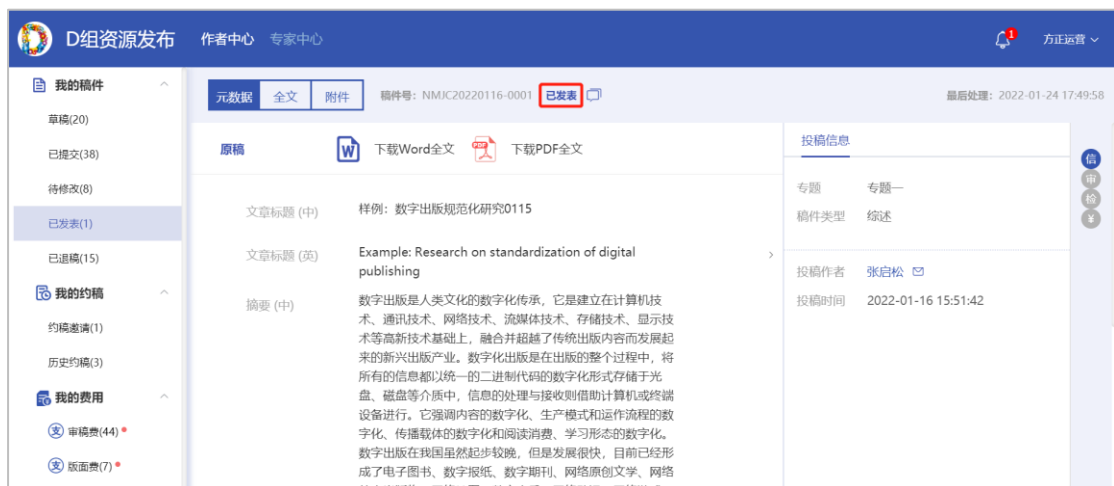 D组资源发布 作者中心 专家中心 1 方正运营
我的稿件
草稿(20)
已提交(38)
待修改(8)
已发表(1)
已退稿(15)
我的约稿
约稿邀请(1)
历史约稿(3)
我的费用
支 审稿费(44)
支 版面费(7)
元数据 全文 附件 稿件号: NMJC20220116-0001 已发表 最后处理: 2022-01-24 17:49:58
原稿 W 下载Word全文 PDF 下载PDF全文
文章标题 (中) 样例：数字出版规范化研究0115
文章标题 (英) Example: Research on standardization of digital
publishing
摘要 (中) 数字出版是人类文化的数字化传承，它是建立在计算机技
术、通讯技术、网络技术、流媒体技术、存储技术、显示技
术等高新技术基础上，融合并超越了传统出版内容而发展起
来的新兴出版产业。数字化出版是在出版的整个过程中，将
所有的信息都以统一的二进制代码的数字化形式存储于光
盘、磁盘等介质中，信息的处理与接收则借助计算机或终端
设备进行。它强调内容的数字化、生产模式和运作流程的数
字化、传播载体的数字化和阅读消费、学习形态的数字化。
数字出版在我国虽然起步较晚，但是发展很快，目前已经形
成了电子图书、数字报纸、数字期刊、网络原创文学、网络
投稿信息
专题 专题一
稿件类型 综述
投稿作者 张启松
投稿时间 2022-01-16 15:51:42
信
审
检
¥